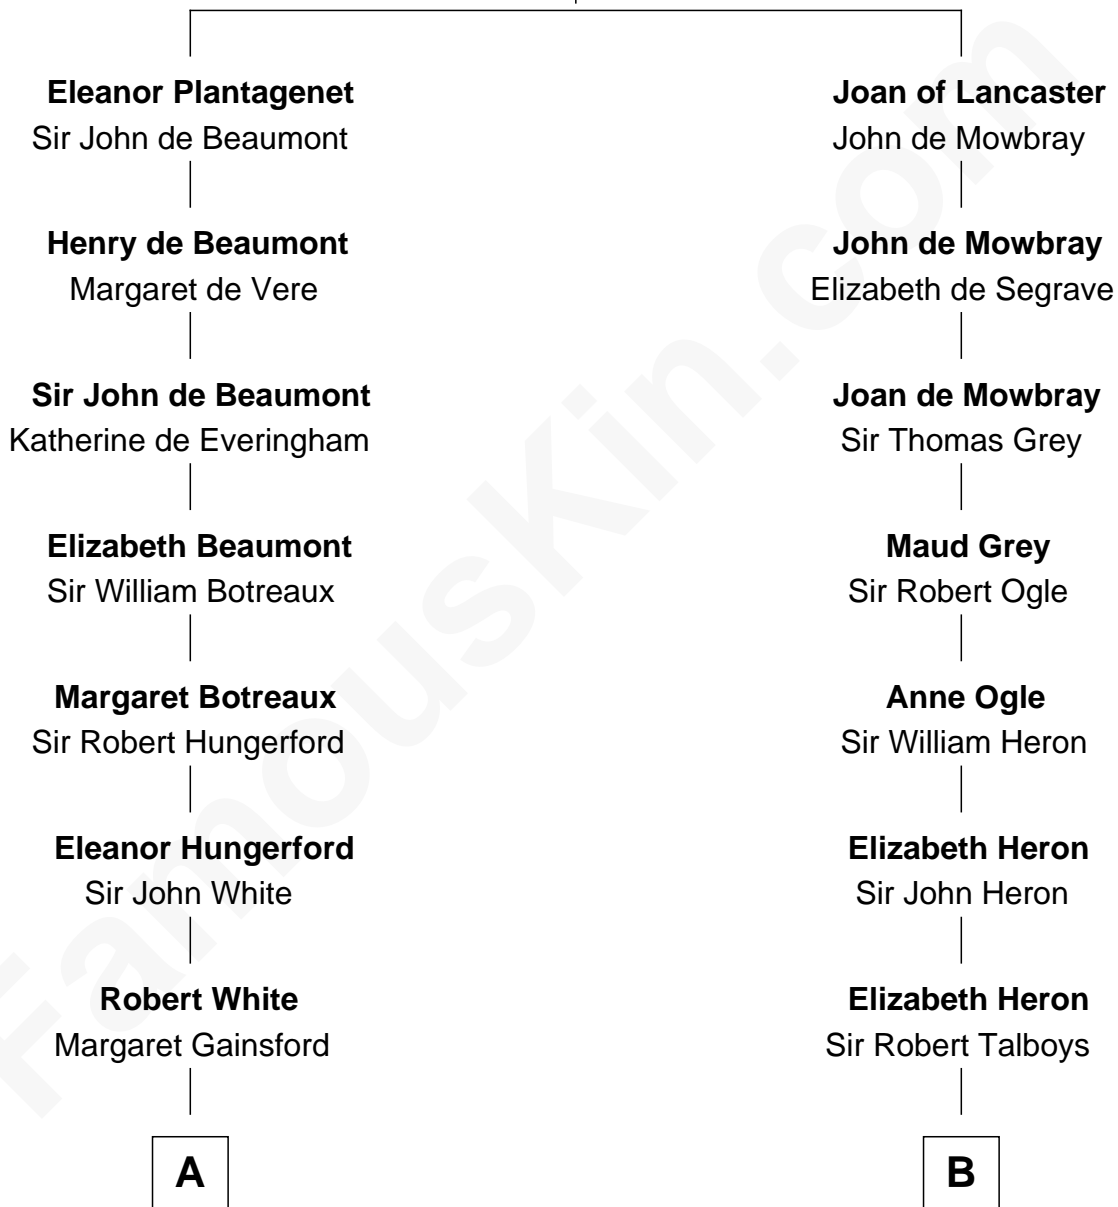 Eleanor Plantagenet
Sir John de Beaumont
Henry de Beaumont
Margaret de Vere
Sir John de Beaumont
Katherine de Everingham
Elizabeth Beaumont
Sir William Botreaux
Margaret Botreaux
Sir Robert Hungerford
Eleanor Hungerford
Sir John White
Robert White
Margaret Gainsford
A
Joan of Lancaster
John de Mowbray
John de Mowbray
Elizabeth de Segrave
Joan de Mowbray
Sir Thomas Grey
Maud Grey
Sir Robert Ogle
Anne Ogle
Sir William Heron
Elizabeth Heron
Sir John Heron
Elizabeth Heron
Sir Robert Talboys
B
FamousKin.com